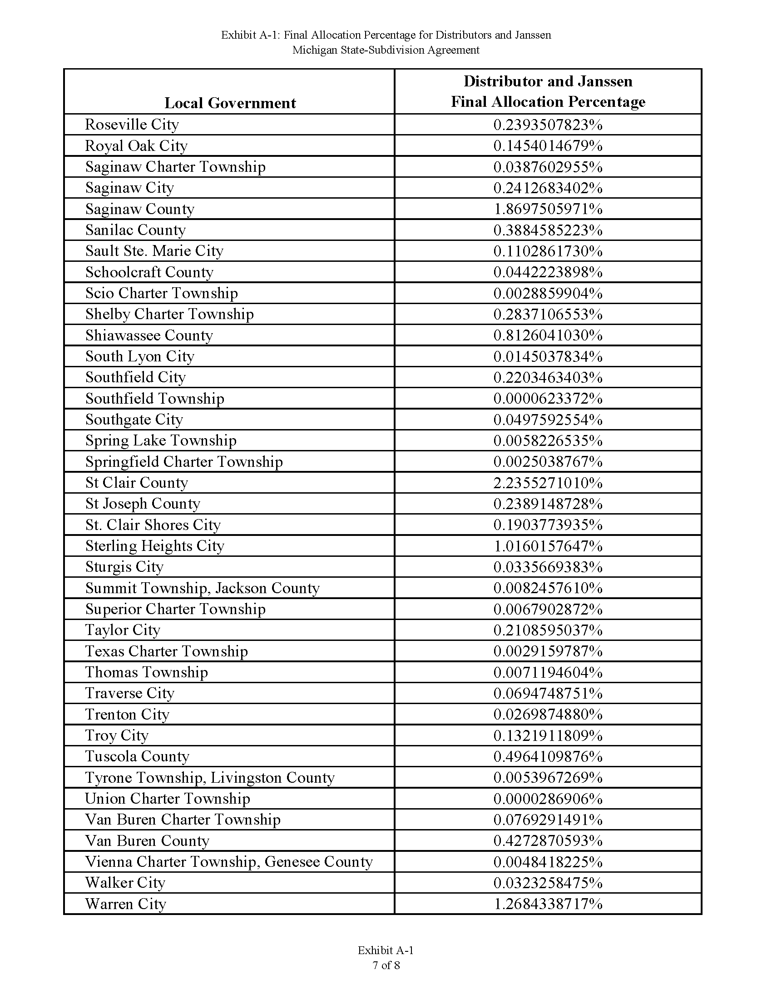 Exhibit A-1: Final Allocation Percentage for Distributors and Janssen
Michigan State-Subdivision Agreement
Local Government
Distributor and Janssen
Final Allocation Percentage
Roseville City 0.2393507823%
Royal Oak City 0.1454014679%
Saginaw Charter Township 0.0387602955%
Saginaw City 0.2412683402%
Saginaw County 1.8697505971%
Sanilac County 0.3884585223%
Sault Ste. Marie City 0.1102861730%
Schoolcraft County 0.0442223898%
Scio Charter Township 0.0028859904%
Shelby Charter Township 0.2837106553%
Shiawassee County 0.8126041030%
South Lyon City 0.0145037834%
Southfield City 0.2203463403%
Southfield Township 0.0000623372%
Southgate City 0.0497592554%
Spring Lake Township 0.0058226535%
Springfield Charter Township 0.0025038767%
St Clair County 2.2355271010%
St Joseph County 0.2389148728%
St. Clair Shores City 0.1903773935%
Sterling Heights City 1.0160157647%
Sturgis City 0.0335669383%
Summit Township, Jackson County 0.0082457610%
Superior Charter Township 0.0067902872%
Taylor City 0.2108595037%
Texas Charter Township 0.0029159787%
Thomas Township 0.0071194604%
Traverse City 0.0694748751%
Trenton City 0.0269874880%
Troy City 0.1321911809%
Tuscola County 0.4964109876%
Tyrone Township, Livingston County 0.0053967269%
Union Charter Township 0.0000286906%
Van Buren Charter Township 0.0769291491%
Van Buren County 0.4272870593%
Vienna Charter Township, Genesee County 0.0048418225%
Walker City 0.0323258475%
Warren City 1.2684338717%
Exhibit A-1
7 of 8